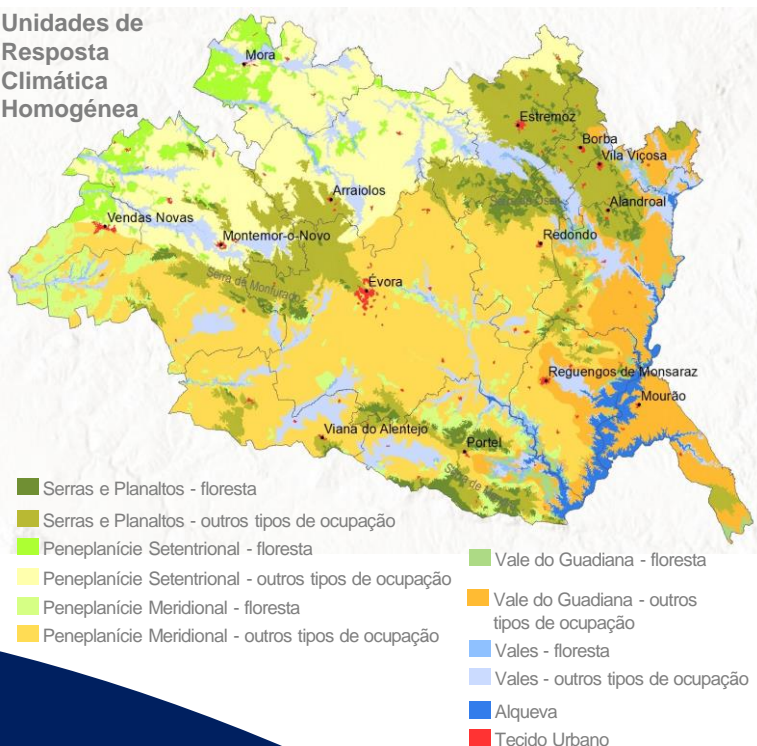 Unidades de
Resposta
Climática
Homogénea
Mora
Estremoz
Borba
Vila Viçosa
Arraiolos
Alandroal
Vendas Novas
Montemor-o-Novo
Redondo
Serra de Monfurado
Évora
Reguengos de Monsaraz
Mourão
Viana do Alentejo
Portel
Serra de
Serras e Planaltos - floresta
Serras e Planaltos - outros tipos de ocupação
Peneplanície Setentrional - floresta
Peneplanície Setentrional - outros tipos de ocupação
Peneplanície Meridional - floresta
Peneplanície Meridional - outros tipos de ocupação
Vale do Guadiana - floresta
Vale do Guadiana - outros
tipos de ocupação
Vales - floresta
Vales - outros tipos de ocupação
Alqueva
Tecido Urbano